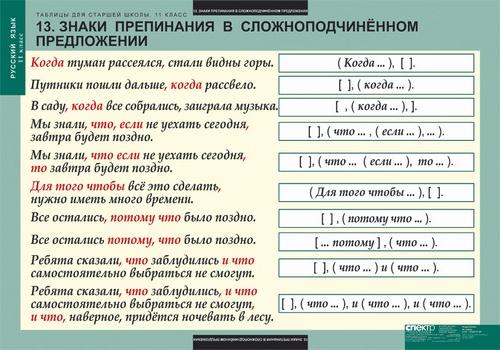 ТАБЛИЦЫ ДЛЯ СТАРШЕЙ ШКОЛЫ. 11 КЛАСС
13. ЗНАКИ ПРЕПИНАНИЯ В СЛОЖНОПОДЧИНЁННОМ ПРЕДЛОЖЕНИИ
РУССКИЙ ЯЗЫК
11 класс
13. ЗНАКИ ПРЕПИНАНИЯ В СЛОЖНОПОДЧИНЕННОМ
ПРЕДЛОЖЕНИИ
Когда туман рассеялся, стали видны горы.
( Когда ... ), [ ].
Путники пошли дальше, когда рассвело.
[ ], ( когда ... ).
В саду, когда все собрались, заиграла музыка.
[ , ( когда ... ), ].
Мы знали, что, если не уехать сегодня,
завтра будет поздно.
[ ], ( что ... , ( если ... ), ... ).
Мы знали, что если не уехать сегодня,
то завтра будет поздно.
[ ], ( что ... ( если ... ), то ... ).
Для того чтобы всё это сделать,
нужно иметь много времени.
( Для того чтобы ... ), [ ].
Все остались, потому что было поздно.
[ ] , ( потому что ... ).
Все остались потому, что было поздно.
[ ... потому ] , ( что ... ).
Ребята сказали, что заблудились и что
самостоятельно выбраться не смогут.
[ ], ( что ... ) и ( что ... ).
Ребята сказали, и что заблудились, и что
самостоятельно выбраться не смогут,
и что, наверное, придётся ночевать в лесу.
[ ], ( что ... ), и ( что ... ), и ( что ... ).
спектр